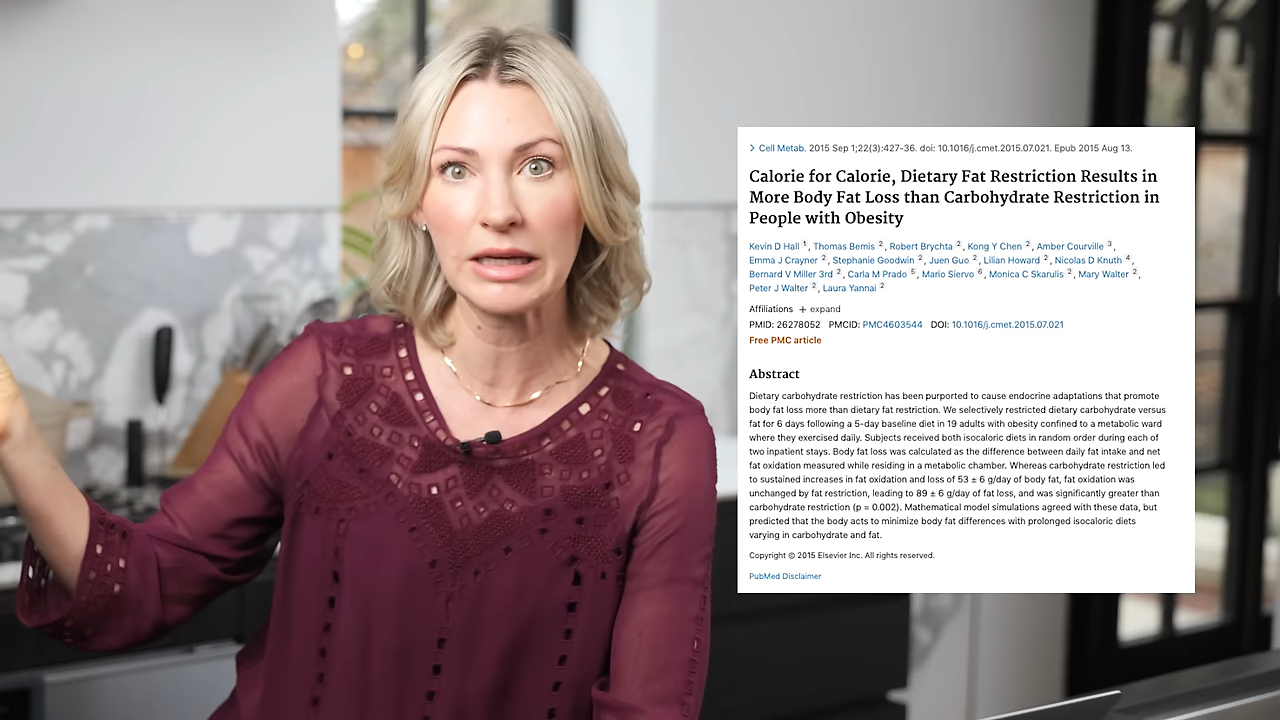 > Cell Metab. 2015 Sep 1;22(3):427-36. doi: 10.1016/j.cmet.2015.07.021. Epub 2015 Aug 13.
Calorie for Calorie, Dietary Fat Restriction Results in
More Body Fat Loss than Carbohydrate Restriction in
People with Obesity
Kevin D Hall 1, Thomas Bemis 2, Robert Brychta 2, Kong Y Chen 2, Amber Courville 3,
Emma J Crayner 2, Stephanie Goodwin 2, Juen Guo 2, Lilian Howard 2, Nicolas D Knuth 4,
Bernard V Miller 3rd 2, Carla M Prado 5, Mario Siervo 6, Monica C Skarulis 2, Mary Walter 2,
Peter J Walter 2, Laura Yannai 2
Affiliations + expand
PMID: 26278052 PMCID: PMC4603544 DOI: 10.1016/j.cmet.2015.07.021
Free PMC article
Abstract
Dietary carbohydrate restriction has been purported to cause endocrine adaptations that promote
body fat loss more than dietary fat restriction. We selectively restricted dietary carbohydrate versus
fat for 6 days following a 5-day baseline diet in 19 adults with obesity confined to a metabolic ward
where they exercised daily. Subjects received both isocaloric diets in random order during each of
two inpatient stays. Body fat loss was calculated as the difference between daily fat intake and net
fat oxidation measured while residing in a metabolic chamber. Whereas carbohydrate restriction led
to sustained increases in fat oxidation and loss of 53 ± 6 g/day of body fat, fat oxidation was
unchanged by fat restriction, leading to 89 ± 6 g/day of fat loss, and was significantly greater than
carbohydrate restriction (p = 0.002). Mathematical model simulations agreed with these data, but
predicted that the body acts to minimize body fat differences with prolonged isocaloric diets
varying in carbohydrate and fat.
Copyright © 2015 Elsevier Inc. All rights reserved.
PubMed Disclaimer